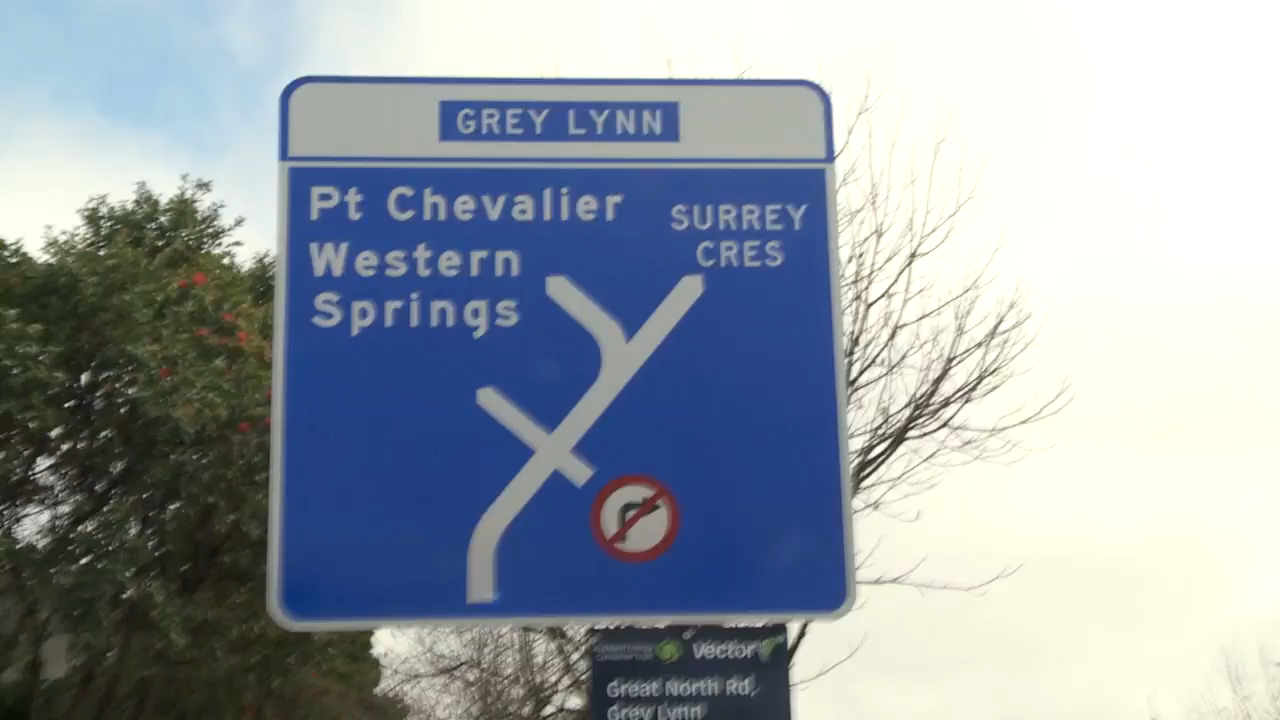 GREY LYNN
Pt Chevalier
Western
Springs
SURREY
CRES
Vector
Great North Rd,
Grey Lynn